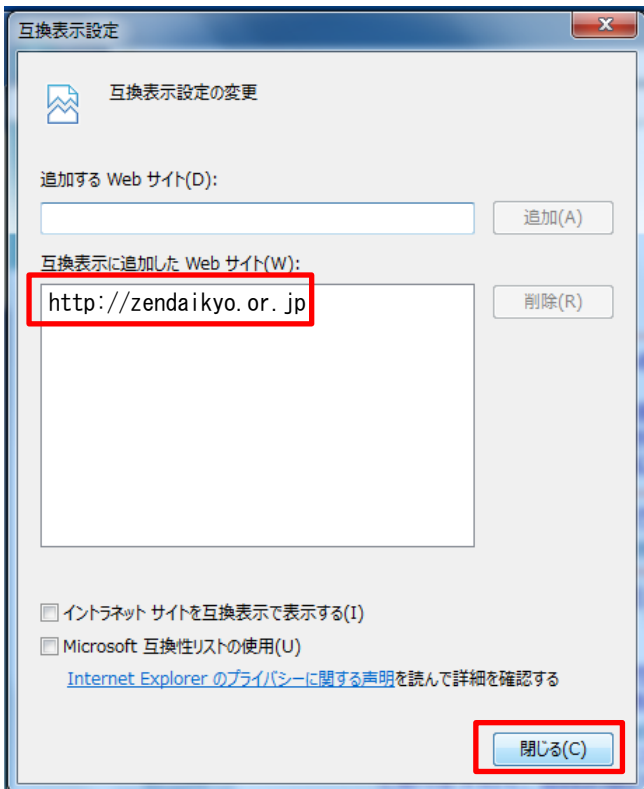 互換表示設定
互換表示設定の変更
追加する Web サイト(D):
追加(A)
互換表示に追加した Web サイト(W):
http://zendaikyo.or.jp
削除(R)
イントラネット サイトを互換表示で表示する(I)
Microsoft 互換性リストの使用(U)
Internet Explorer のプライバシーに関する声明を読んで詳細を確認する
閉じる(C)